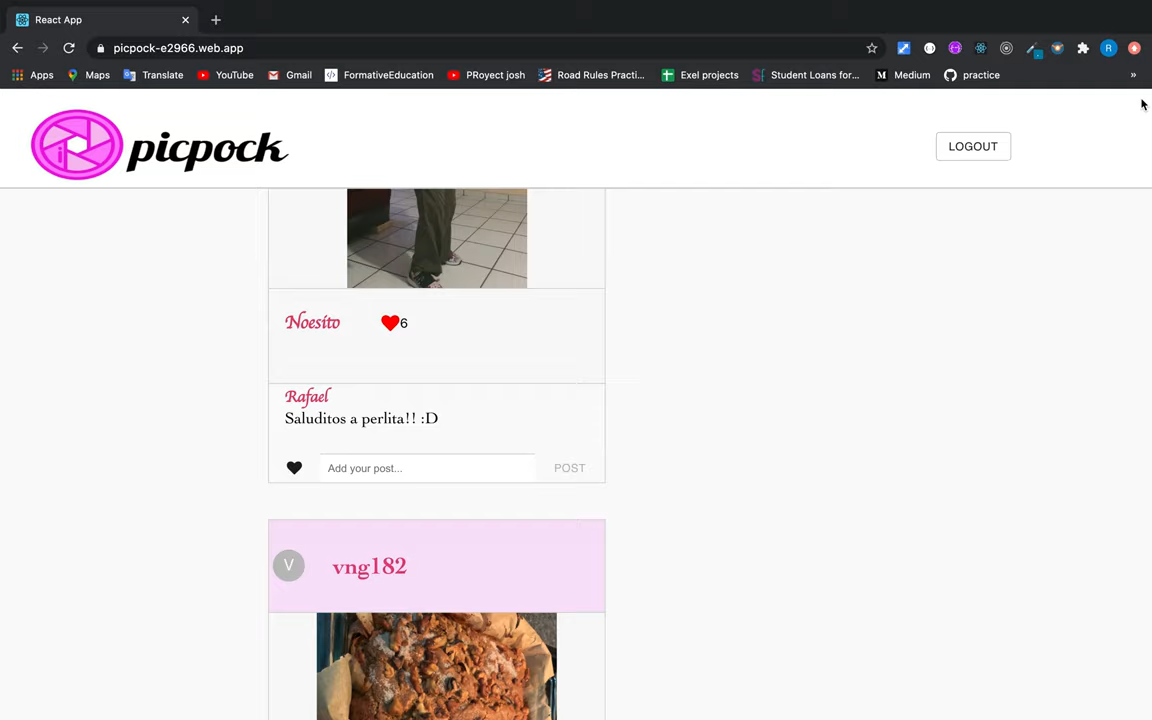 React App
picpock-e2966.web.app
R
Apps Maps Translate YouTube Gmail FormativeEducation PRoyect josh Road Rules Practi... Exel projects Student Loans for... Medium practice »
picpock
LOGOUT
Noesito 6
Rafael
Saluditos a perlita!! :D
Add your post... POST
V vng182